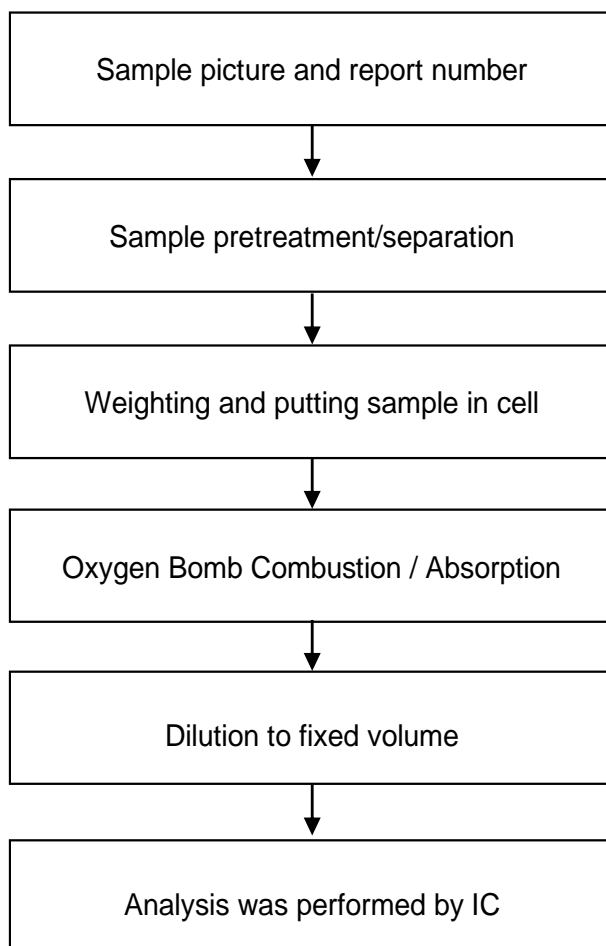 Sample picture and report number
Sample pretreatment/separation
Weighting and putting sample in cell
Oxygen Bomb Combustion / Absorption
Dilution to fixed volume
Analysis was performed by IC